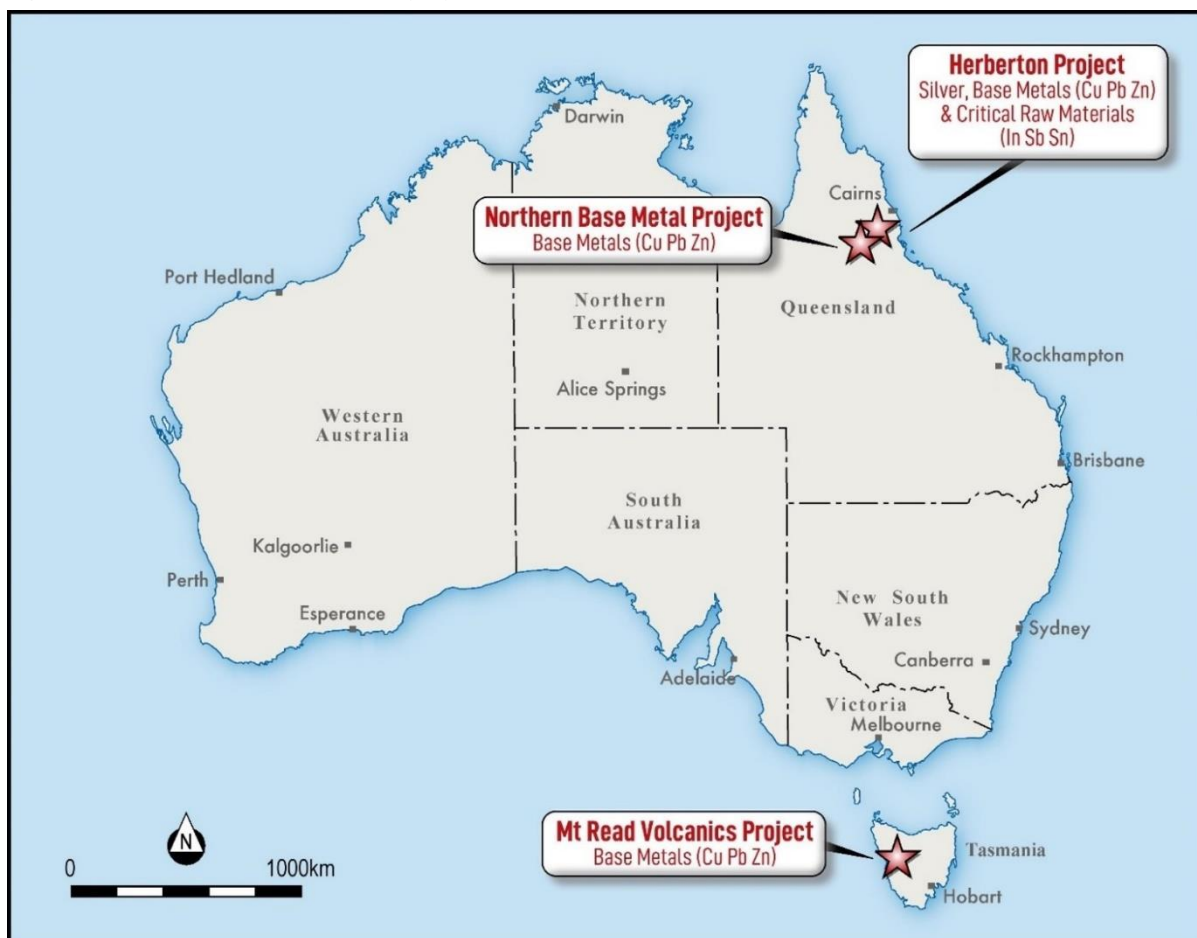 Herberton Project
Silver, Base Metals (Cu Pb Zn)
& Critical Raw Materials
(In Sb Sn)
Darwin
Cairns
Northern Base Metal Project
Base Metals (Cu Pb Zn)
Port Hedland
Northern
Territory
Queensland
Alice Springs
Rockhampton
Western
Australia
Brisbane
South
Australia
Kalgoorlie
Perth
Esperance
New South
Wales
Sydney
Canberra
Adelaide
Victoria
Melbourne
Mt Read Volcanics Project
Base Metals (Cu Pb Zn)
Tasmania
Hobart
N
0 1000km